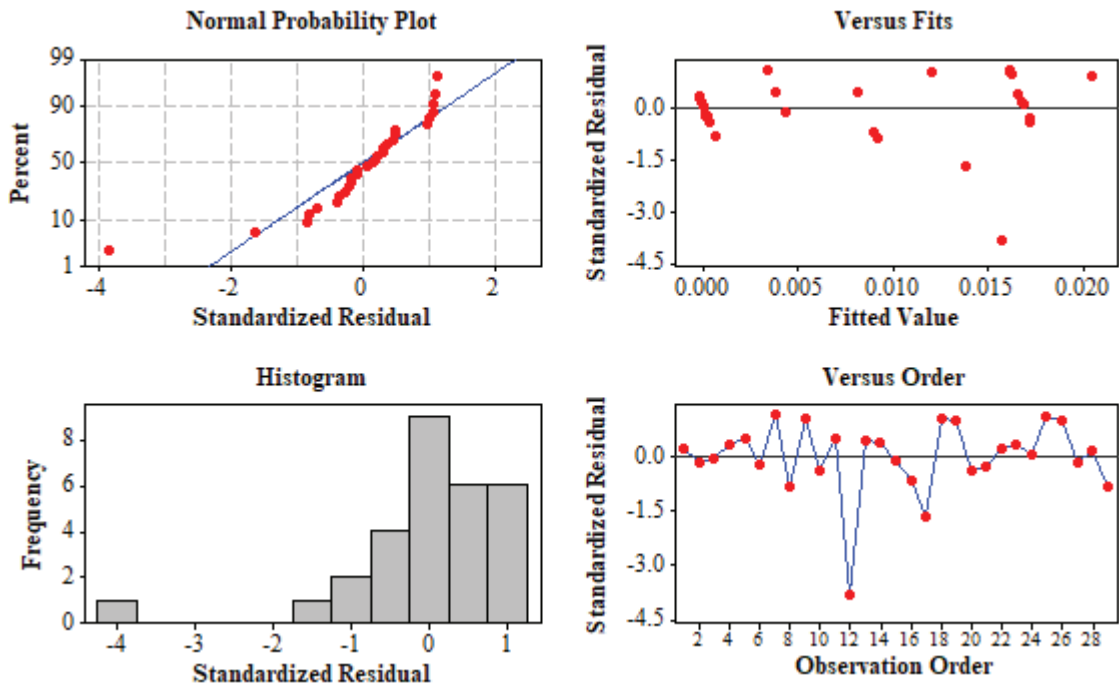 Normal Probability Plot
Percent
99
90
50
10
1
-4
-2
0
2
Standardized Residual
Versus Fits
Standardized Residual
0.0
-1.5
-3.0
-4.5
0.000
0.005
0.010
0.015
0.020
Fitted Value
Histogram
Frequency
8
6
4
2
0
-4
-3
-2
-1
0
1
Standardized Residual
Versus Order
Standardized Residual
0.0
-1.5
-3.0
-4.5
2 4 6 8 10 12 14 16 18 20 22 24 26 28
Observation Order